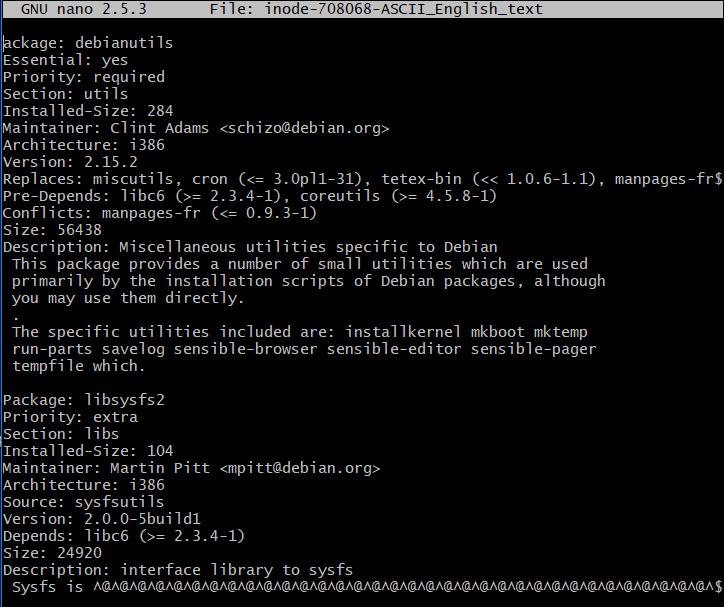 GNU nano 2.5.3       File: inode-708068-ASCII_English_text
ackage: debianutils
Essential: yes
Priority: required
Section: utils
Installed-Size: 284
Maintainer: Clint Adams <schizo@debian.org>
Architecture: i386
Version: 2.15.2
Replaces: miscutils, cron (<= 3.0pl1-31), tetex-bin (<< 1.0.6-1.1), manpages-fr$
Pre-Depends: libc6 (>= 2.3.4-1), coreutils (>= 4.5.8-1)
Conflicts: manpages-fr (<= 0.9.3-1)
Size: 56438
Description: Miscellaneous utilities specific to Debian
 This package provides a number of small utilities which are used
 primarily by the installation scripts of Debian packages, although
 you may use them directly.
 .
 The specific utilities included are: installkernel mkboot mktemp
 run-parts savelog sensible-browser sensible-editor sensible-pager
 tempfile which.

Package: libsysfs2
Priority: extra
Section: libs
Installed-Size: 104
Maintainer: Martin Pitt <mpitt@debian.org>
Architecture: i386
Source: sysfsutils
Version: 2.0.0-5build1
Depends: libc6 (>= 2.3.4-1)
Size: 24920
Description: interface library to sysfs
 Sysfs is ^@^@^@^@^@^@^@^@^@^@^@^@^@^@^@^@^@^@^@^@^@^@^@^@^@^@^@^@^@^@^@^@^@^@^$